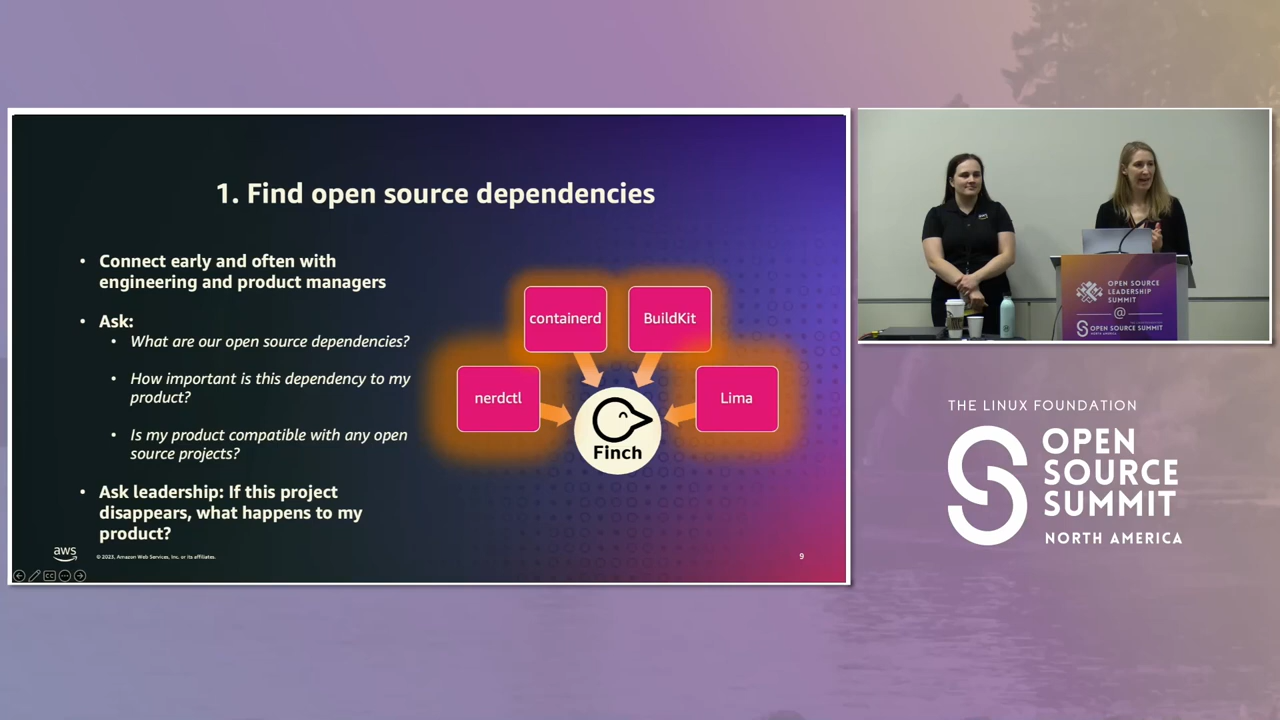 1. Find open source dependencies
• Connect early and often with
engineering and product managers
• Ask:
• What are our open source dependencies?
• How important is this dependency to my
product?
• Is my product compatible with any open
source projects?
• Ask leadership: If this project
disappears, what happens to my
product?
containerd
BuildKit
nerdctl
Lima
Finch
aws
© 2023, Amazon Web Services, Inc. or its affiliates.
9
CC
aws
OPEN SOURCE
LEADERSHIP
SUMMIT
@
OPEN SOURCE SUMMIT
NORTH AMERICA
THE LINUX FOUNDATION
OPEN
SOURCE
SUMMIT
NORTH AMERICA